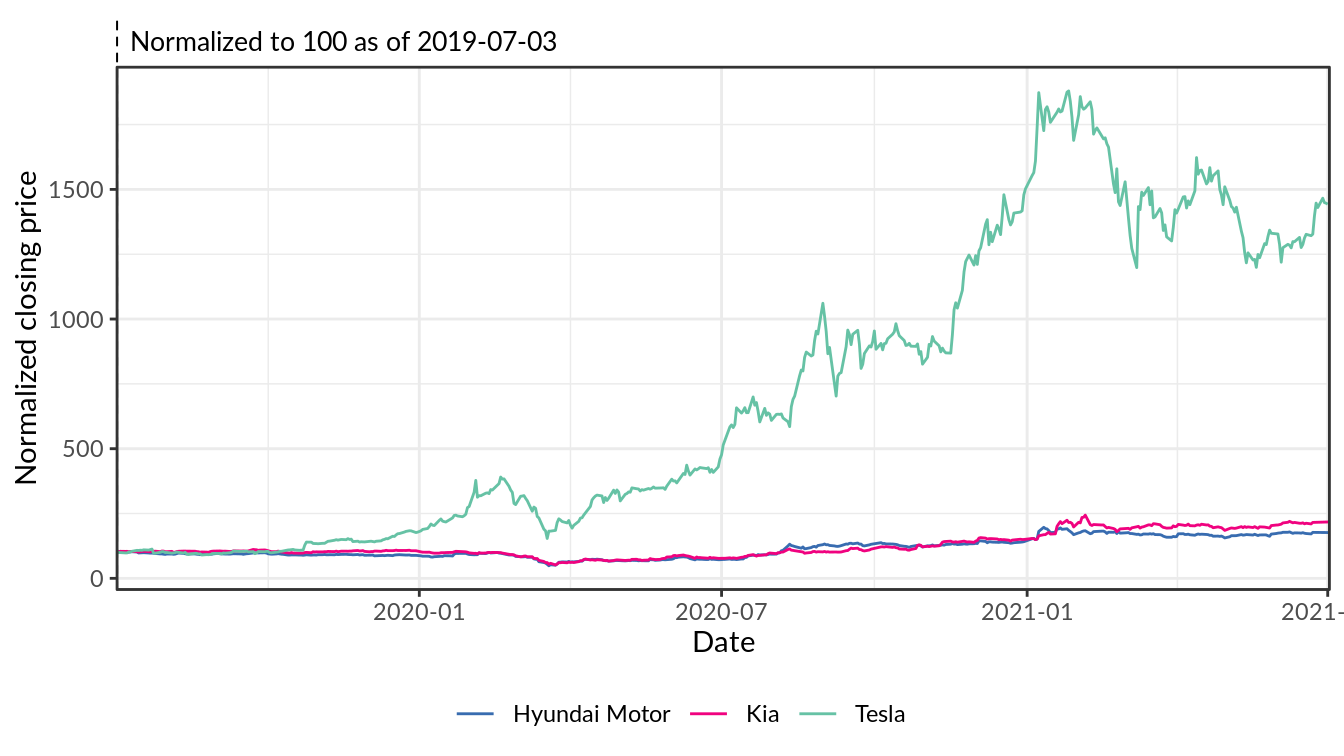 Normalized to 100 as of 2019-07-03
Normalized closing price
1500
1000
500
0
2020-01
2020-07
2021-01
2021-
Date
Hyundai Motor
Kia
Tesla